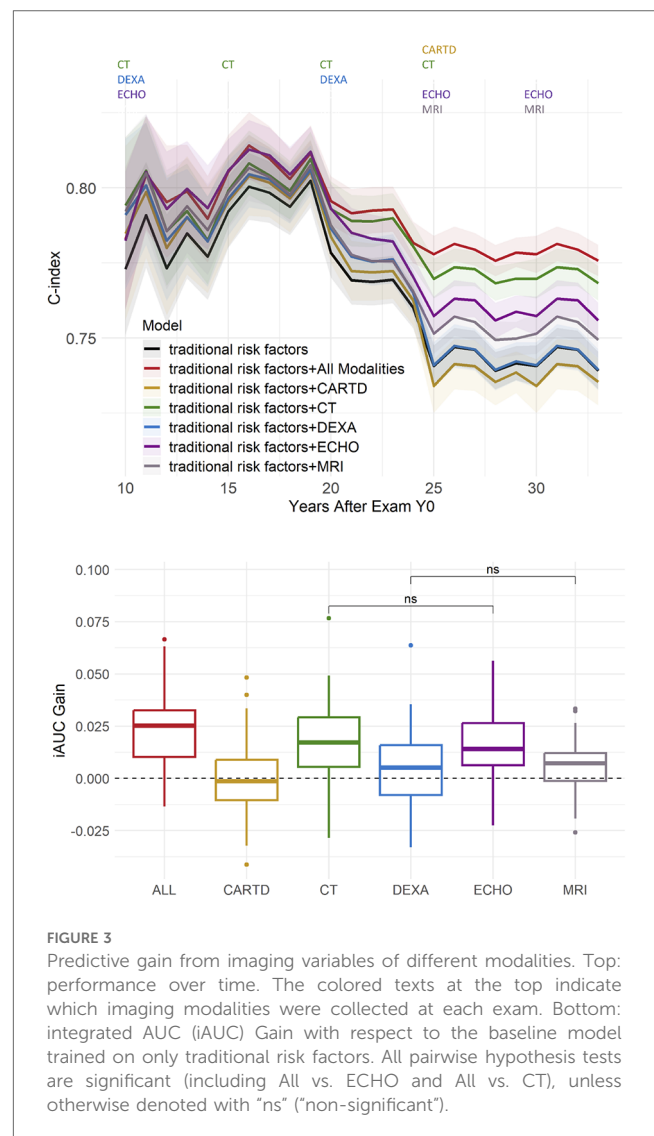 CARTD
CT CT CT CT
DEXA DEXA
ECHO ECHO ECHO
MRI MRI
0.80
C-index
0.75
Model
traditional risk factors
traditional risk factors+All Modalities
traditional risk factors+CARTD
traditional risk factors+CT
traditional risk factors+DEXA
traditional risk factors+ECHO
traditional risk factors+MRI
10 15 20 25 30
Years After Exam Y0
0.100
ns
0.075
ns
0.050
iAUC Gain
0.025
0.000
-0.025
ALL CARTD CT DEXA ECHO MRI
FIGURE 3
Predictive gain from imaging variables of different modalities. Top:
performance over time. The colored texts at the top indicate
which imaging modalities were collected at each exam. Bottom:
integrated AUC (iAUC) Gain with respect to the baseline model
trained on only traditional risk factors. All pairwise hypothesis tests
are significant (including All vs. ECHO and All vs. CT), unless
otherwise denoted with “ns” (“non-significant”).